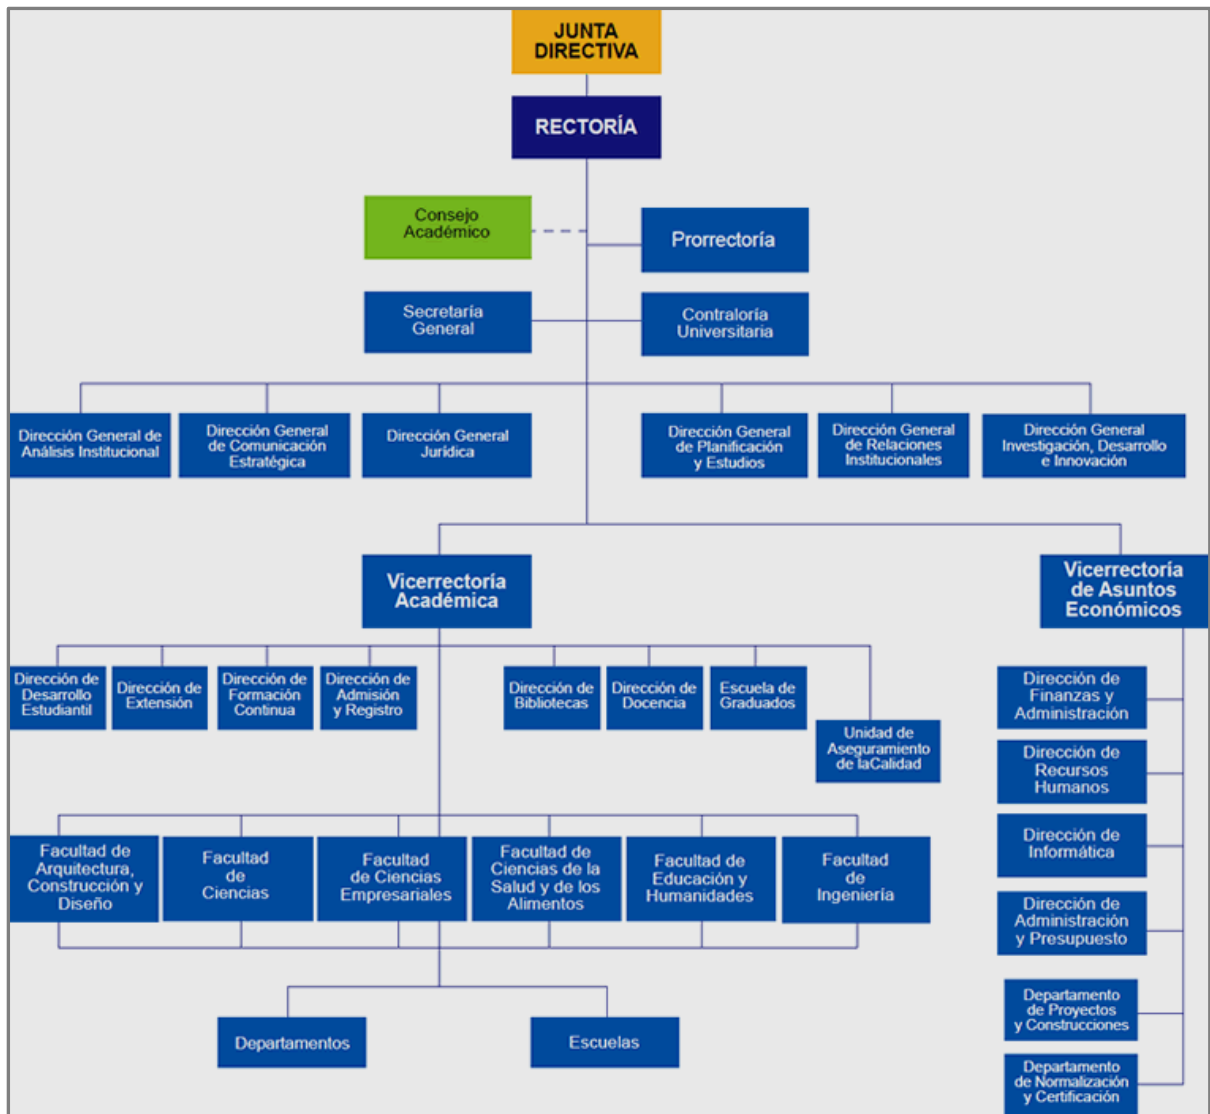 JUNTA
DIRECTIVA
RECTORÍA
Consejo
Académico
Prorrectoría
Secretaría
General
Contraloría
Universitaria
Dirección General de
Análisis Institucional
Dirección General
de Comunicación
Estratégica
Dirección General
Jurídica
Dirección General
de Planificación
y Estudios
Dirección General
de Relaciones
Institucionales
Dirección General
Investigación, Desarrollo
e Innovación
Vicerrectoría
Académica
Vicerrectoría
de Asuntos
Económicos
Dirección de
Desarrollo
Estudiantil
Dirección de
Extensión
Dirección de
Formación
Continua
Dirección de
Admisión
y Registro
Dirección de
Bibliotecas
Dirección de
Docencia
Escuela de
Graduados
Unidad de
Aseguramiento
de laCalidad
Dirección de
Finanzas y
Administración
Dirección de
Recursos
Humanos
Dirección de
Informática
Dirección de
Administración
y Presupuesto
Departamento
de Proyectos
y Construcciones
Departamento
de Normalización
y Certificación
Facultad de
Arquitectura,
Construcción y
Diseño
Facultad
de
Ciencias
Facultad
de Ciencias
Empresariales
Facultad de
Ciencias de la
Salud y de los
Alimentos
Facultad de
Educación y
Humanidades
Facultad
de
Ingeniería
Departamentos
Escuelas